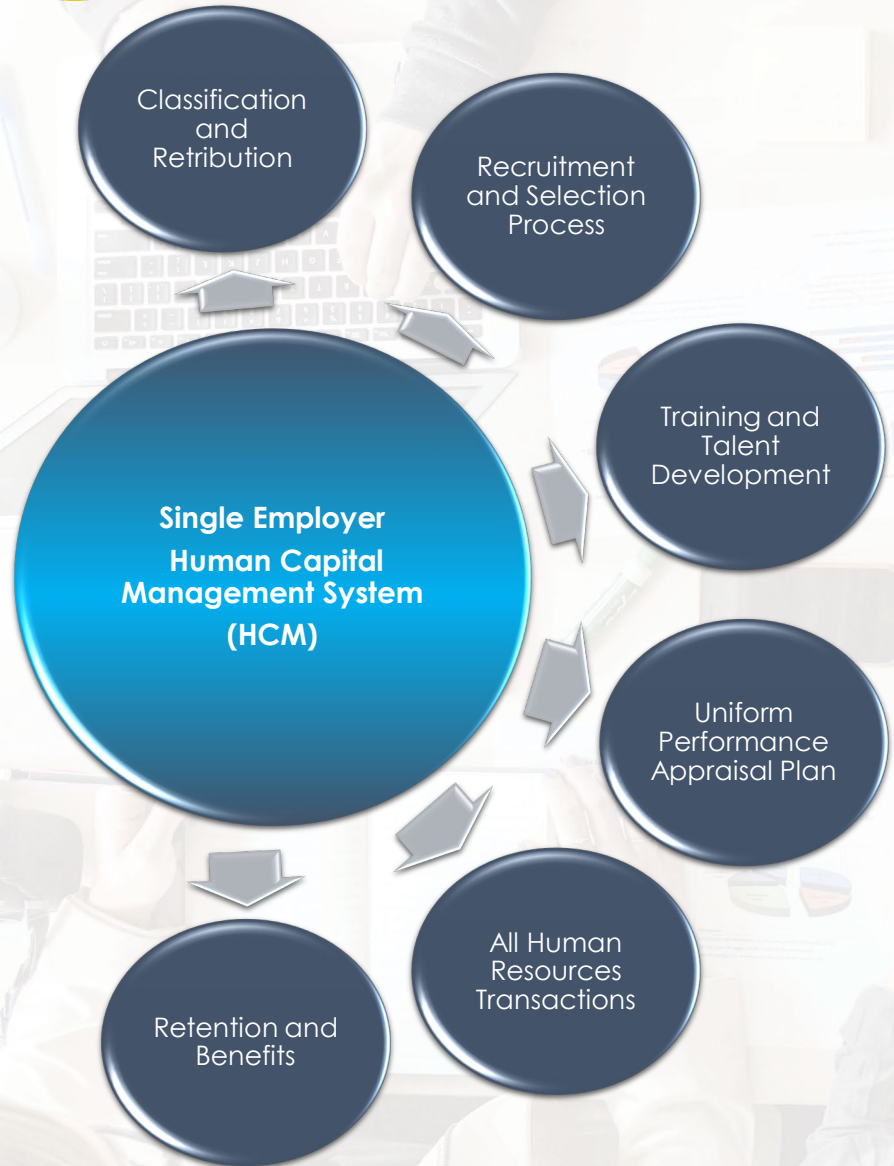 Classification
and
Retribution
Recruitment
and Selection
Process
Training and
Talent
Development
Single Employer
Human Capital
Management System
(HCM)
Uniform
Performance
Appraisal Plan
All Human
Resources
Transactions
Retention and
Benefits